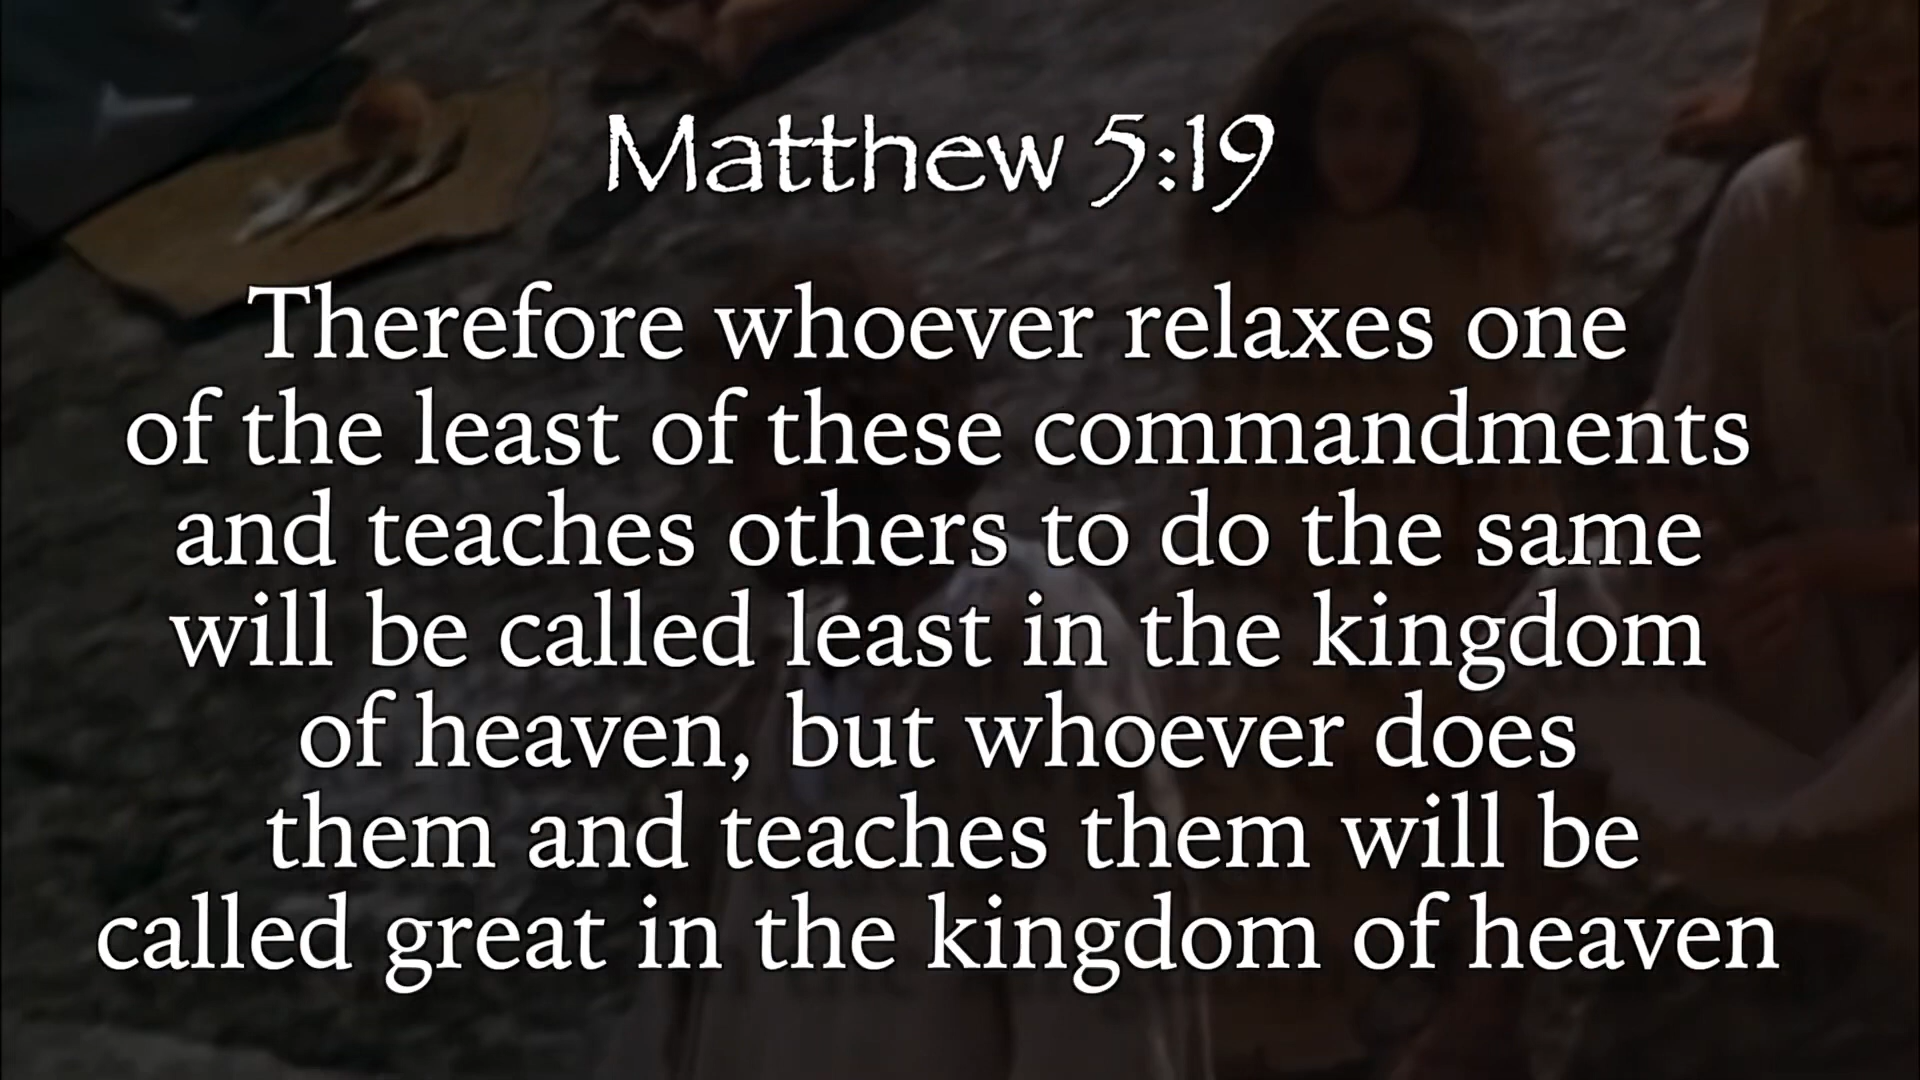 Matthew 5:19
Therefore whoever relaxes one
of the least of these commandments
and teaches others to do the same
will be called least in the kingdom
of heaven, but whoever does
them and teaches them will be
called great in the kingdom of heaven